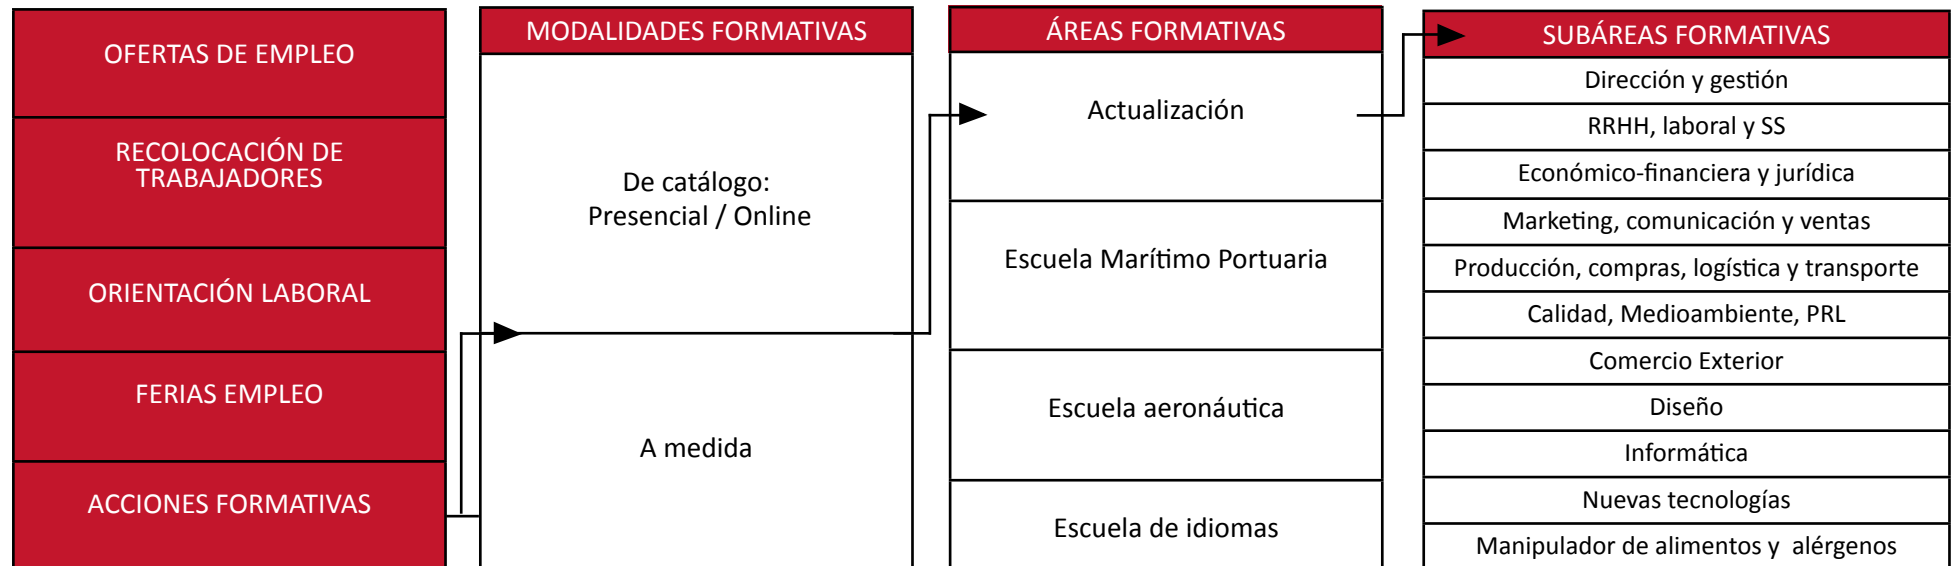 OFERTAS DE EMPLEO
RECOLOCACIÓN DE
TRABAJADORES
ORIENTACIÓN LABORAL
FERIAS EMPLEO
ACCIONES FORMATIVAS
MODALIDADES FORMATIVAS
De catálogo:
Presencial / Online
A medida
ÁREAS FORMATIVAS
Actualización
Escuela Marítimo Portuaria
Escuela aeronáutica
Escuela de idiomas
SUBÁREAS FORMATIVAS
Dirección y gestión
RRHH, laboral y SS
Económico-financiera y jurídica
Marketing, comunicación y ventas
Producción, compras, logística y transporte
Calidad, Medioambiente, PRL
Comercio Exterior
Diseño
Informática
Nuevas tecnologías
Manipulador de alimentos y alérgenos